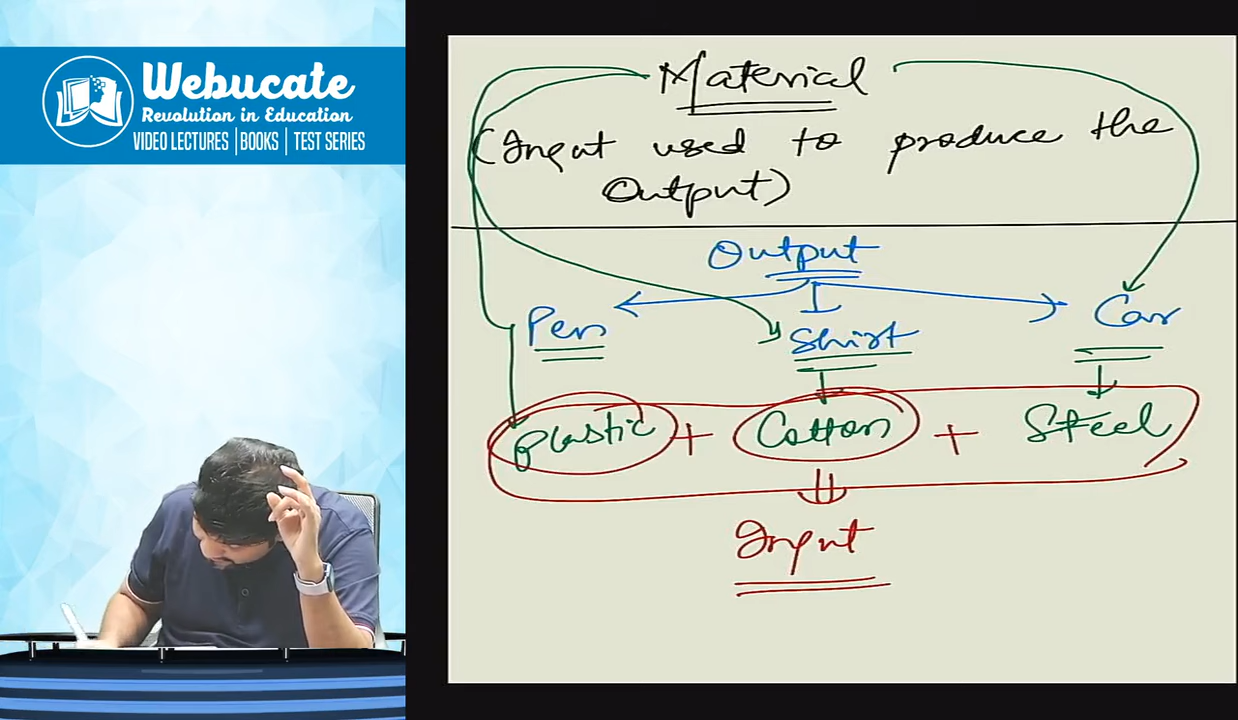 Webucate
Revolution in Education
VIDEO LECTURES | BOOKS | TEST SERIES
Material
(Input used to produce the
Output)
Output
Pen Shirt Car
plastic + Cotton + Steel
Input